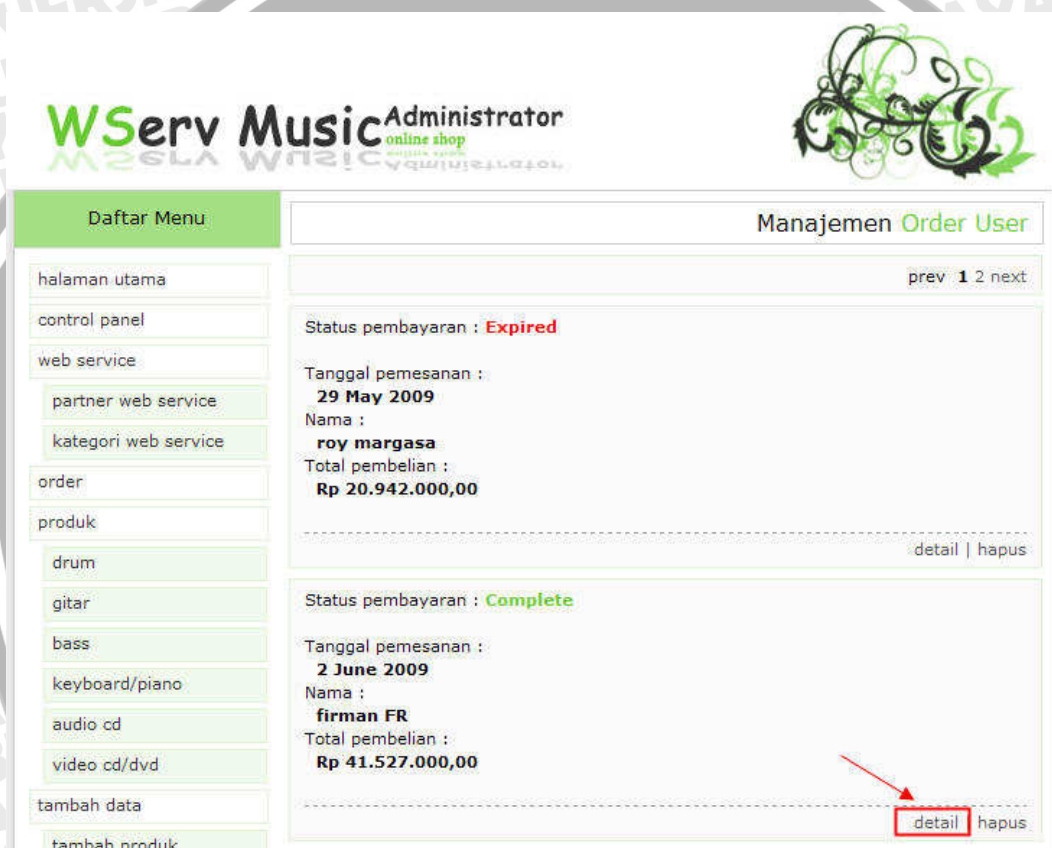 WServ Music Administrator
online shop
Daftar Menu
Manajemen Order User
halaman utama
control panel
web service
partner web service
kategori web service
order
produk
drum
gitar
bass
keyboard/piano
audio cd
video cd/dvd
tambah data
tambah produk
prev 1 2 next
Status pembayaran : Expired
Tanggal pemesanan :
29 May 2009
Nama :
roy margasa
Total pembelian :
Rp 20.942.000,00
detail | hapus
Status pembayaran : Complete
Tanggal pemesanan :
2 June 2009
Nama :
firman FR
Total pembelian :
Rp 41.527.000,00
detail | hapus